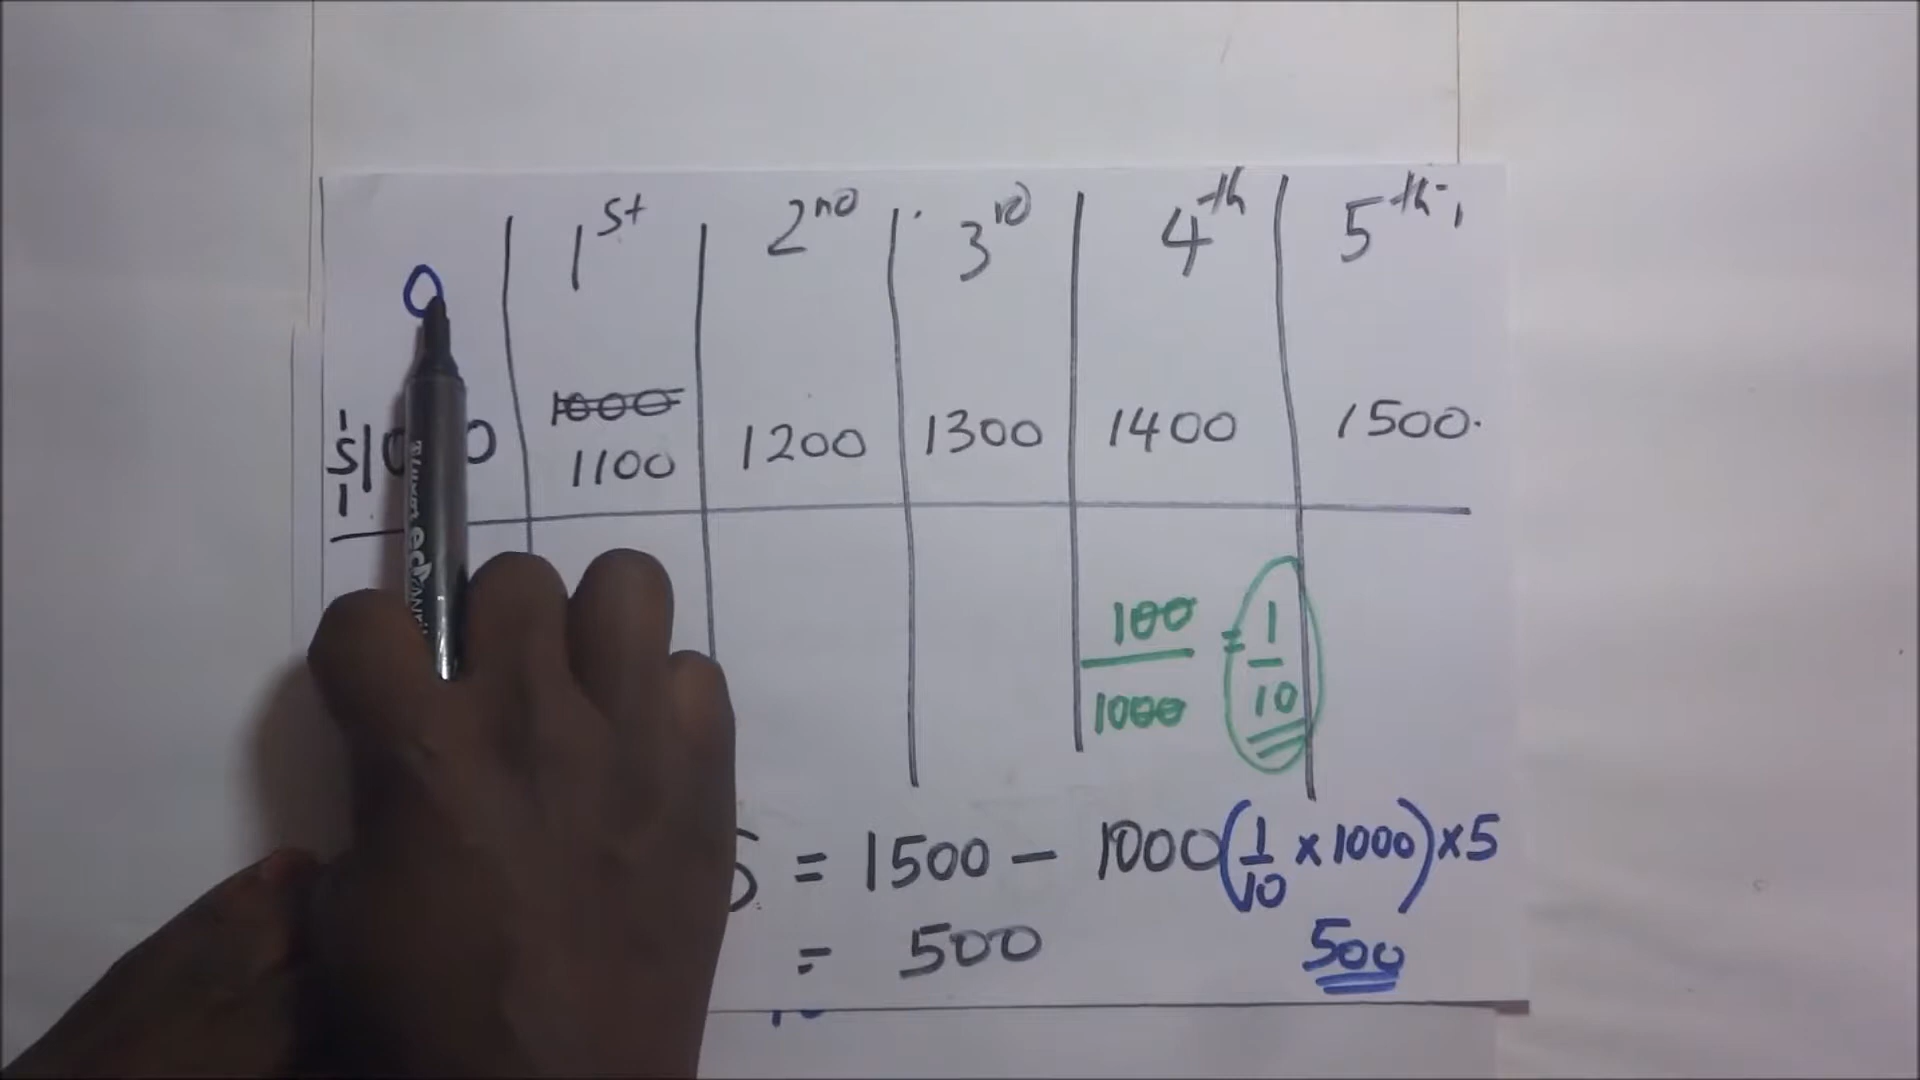 0 1st 2nd 3rd 4th 5th
1000
1100 1200 1300 1400 1500.
100/1000 = 1/10
= 1500 - 1000 (1/10 x 1000) x 5
= 500 500